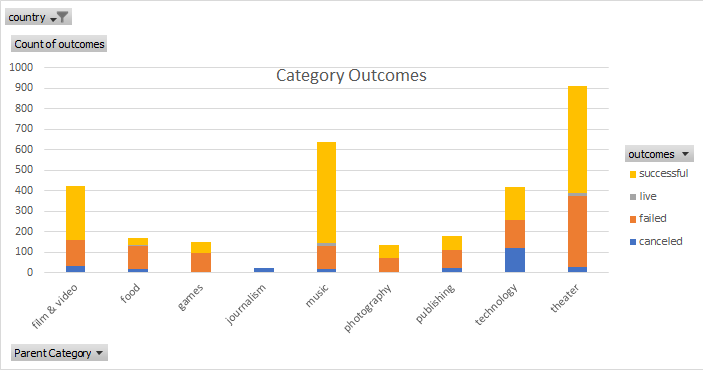 country
Count of outcomes
Category Outcomes
1000
900
800
700
600
500
400
300
200
100
0
film & video
food
games
journalism
music
photography
publishing
technology
theater
outcomes
successful
live
failed
canceled
Parent Category